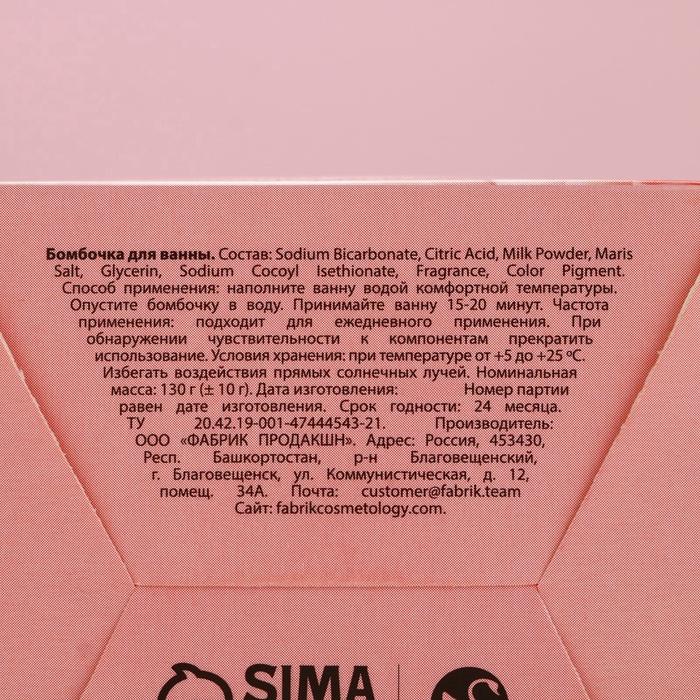 Бомбочка для ванны. Состав: Sodium Bicarbonate, Citric Acid, Milk Powder, Maris
Salt, Glycerin, Sodium Cocoyl Isethionate, Fragrance, Color Pigment.
Способ применения: наполните ванну водой комфортной температуры.
Опустите бомбочку в воду. Принимайте ванну 15-20 минут. Частота
применения: подходит для ежедневного применения. При
обнаружении чувствительности к компонентам прекратить
использование. Условия хранения: при температуре от +5 до +25 ºC.
Избегать воздействия прямых солнечных лучей. Номинальная
масса: 130 г (± 10 г). Дата изготовления: Номер партии
равен дате изготовления. Срок годности: 24 месяца.
ТУ 20.42.19-001-47444543-21. Производитель:
ООО «ФАБРИК ПРОДАКШН». Адрес: Россия, 453430,
Респ. Башкортостан, р-н Благовещенский,
г. Благовещенск, ул. Коммунистическая, д. 12,
помещ. 34А. Почта: customer@fabrik.team
Сайт: fabrikcosmetology.com.
SIMA